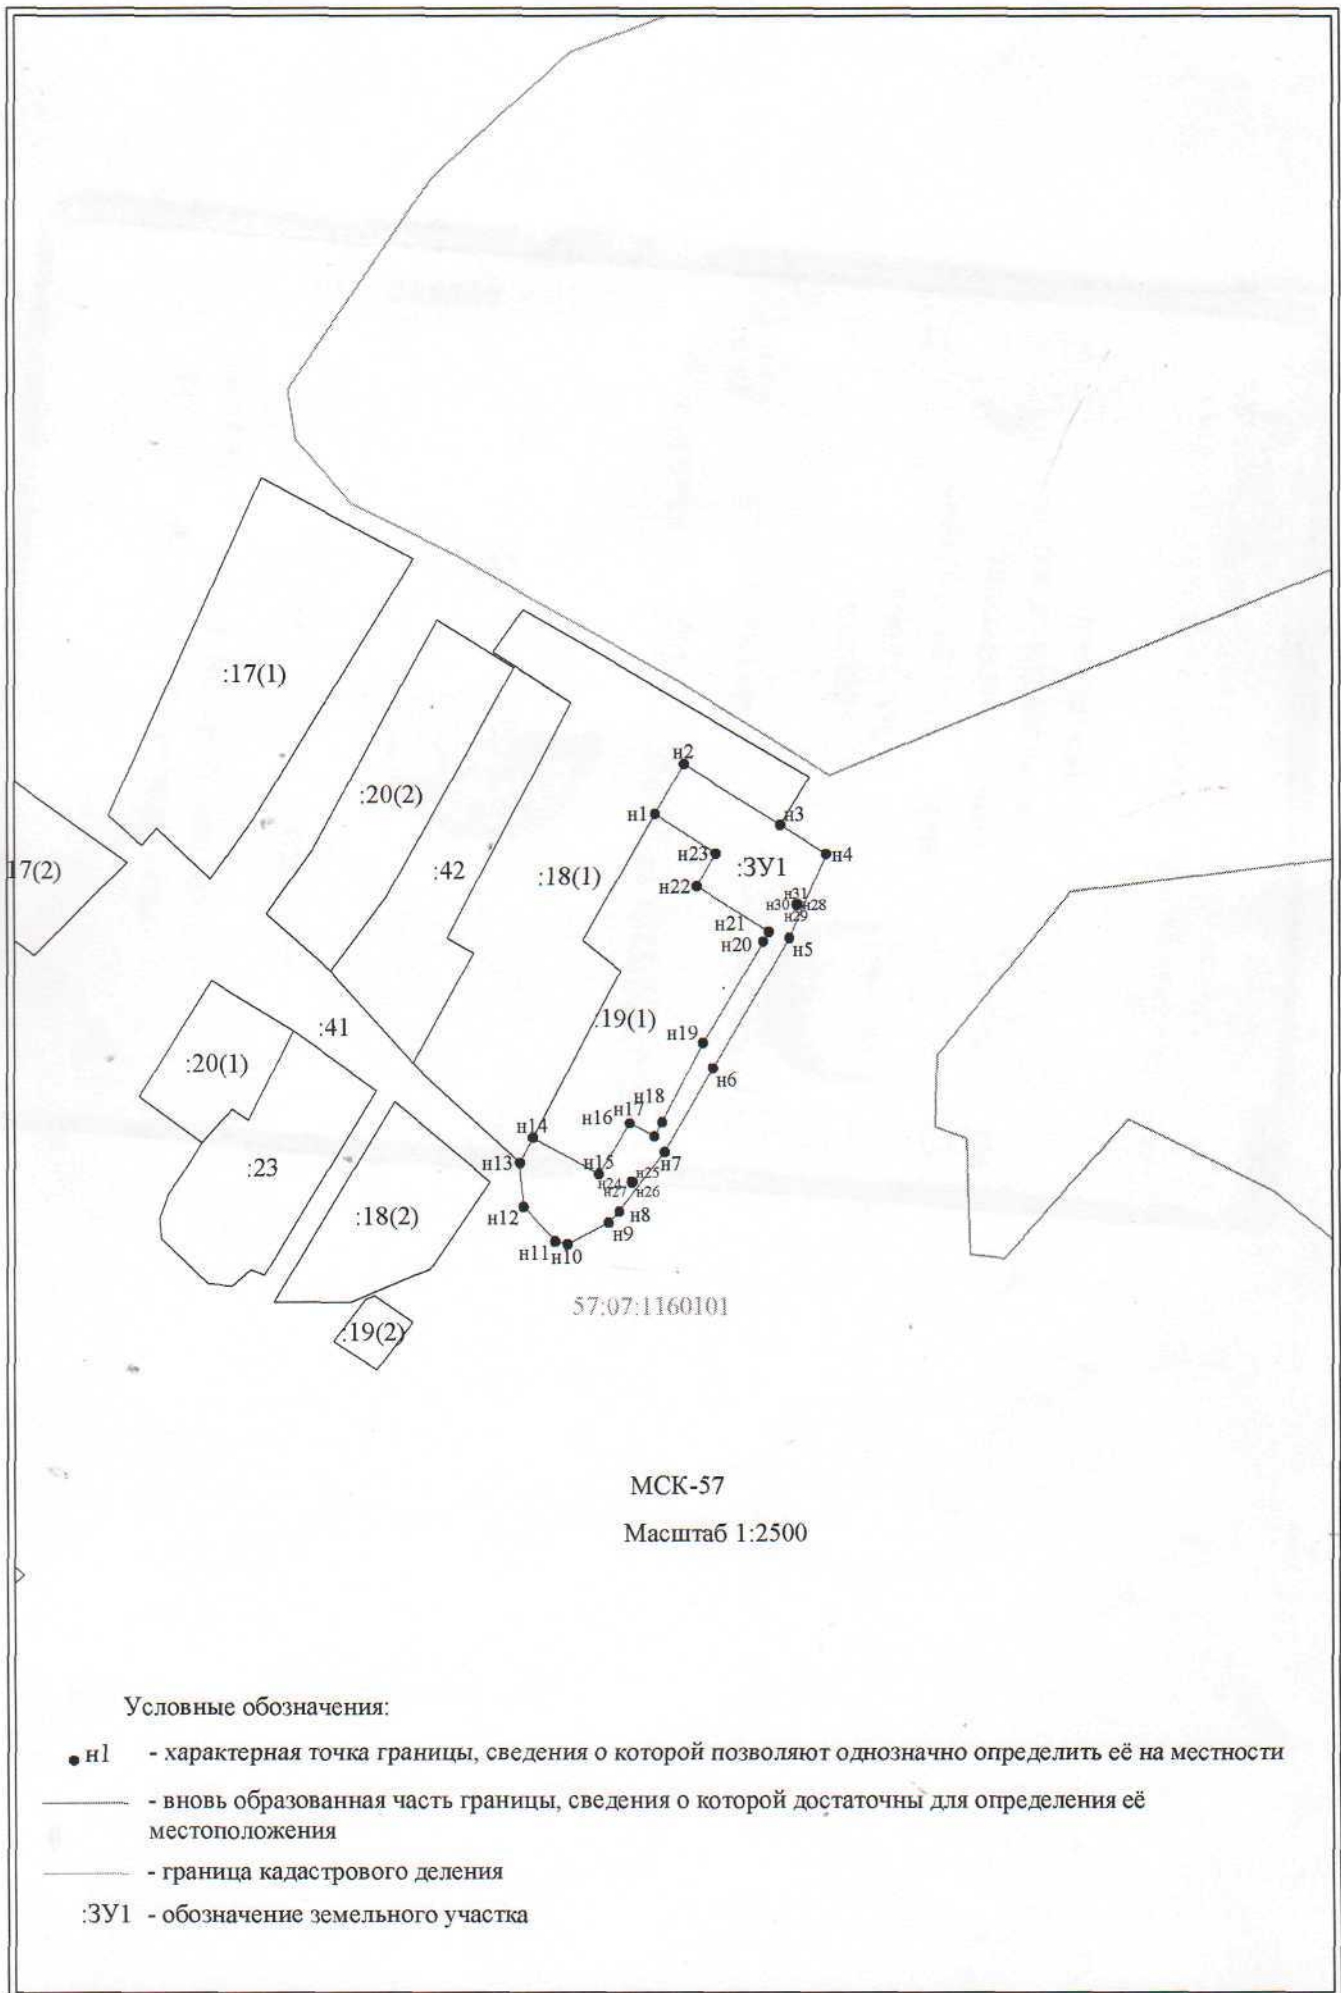 :17(1)
н2
:20(2)
н1
н3
17(2)
:42
:18(1)
н23
:ЗУ1
н4
н22
н31
н30
н28
н29
н21
н20
н5
:41
:19(1)
н19
:20(1)
н6
н18
н17
н16
н14
н13
:23
н15
н7
н24
н25
н27
н26
:18(2)
н12
н8
н9
н11
н10
57:07:1160101
:19(2)
МСК-57
Масштаб 1:2500
Условные обозначения:
н1 - характерная точка границы, сведения о которой позволяют однозначно определить её на местности
- вновь образованная часть границы, сведения о которой достаточны для определения её
местоположения
- граница кадастрового деления
:ЗУ1 - обозначение земельного участка